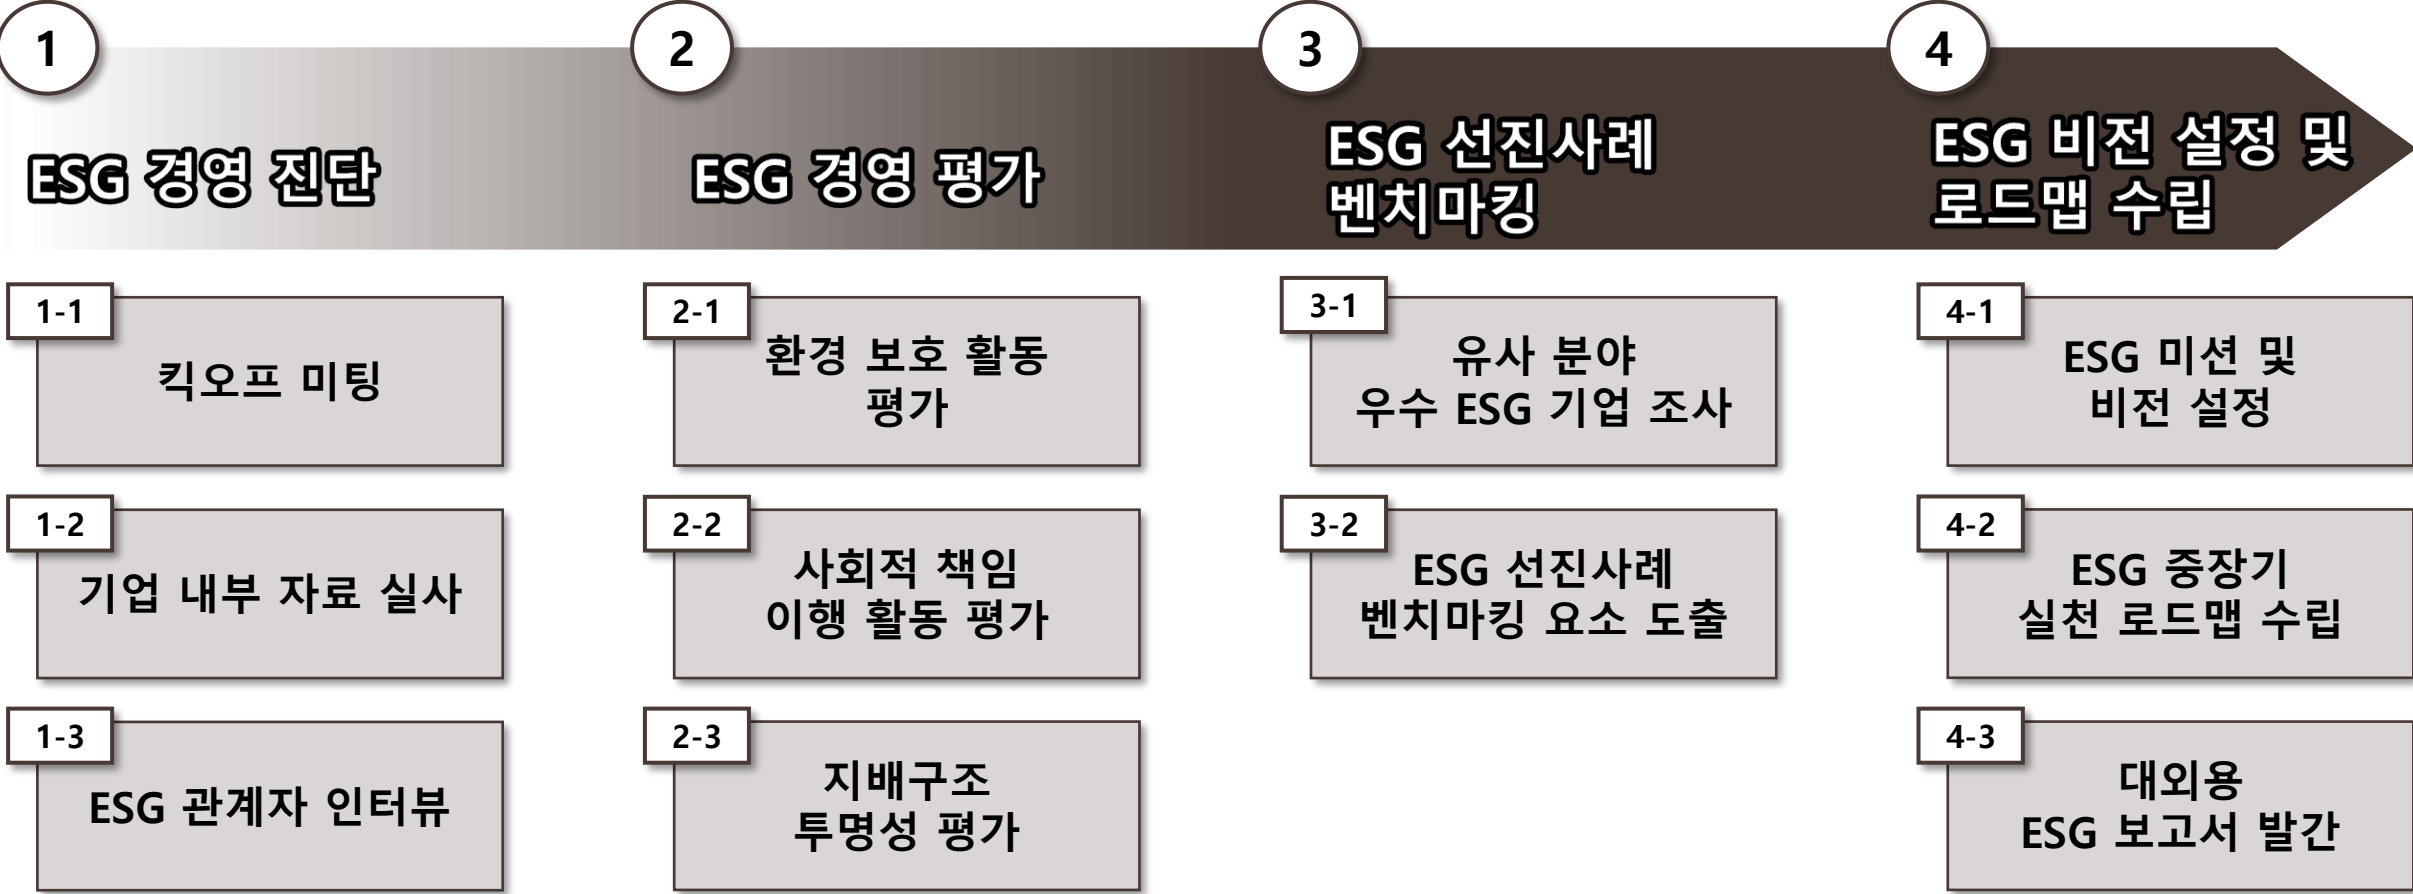 1
ESG 경영 진단
2
ESG 경영 평가
3
ESG 선진사례
벤치마킹
4
ESG 비전 설정 및
로드맵 수립
1-1
킥오프 미팅
1-2
기업 내부 자료 실사
1-3
ESG 관계자 인터뷰
2-1
환경 보호 활동
평가
2-2
사회적 책임
이행 활동 평가
2-3
지배구조
투명성 평가
3-1
유사 분야
우수 ESG 기업 조사
3-2
ESG 선진사례
벤치마킹 요소 도출
4-1
ESG 미션 및
비전 설정
4-2
ESG 중장기
실천 로드맵 수립
4-3
대외용
ESG 보고서 발간